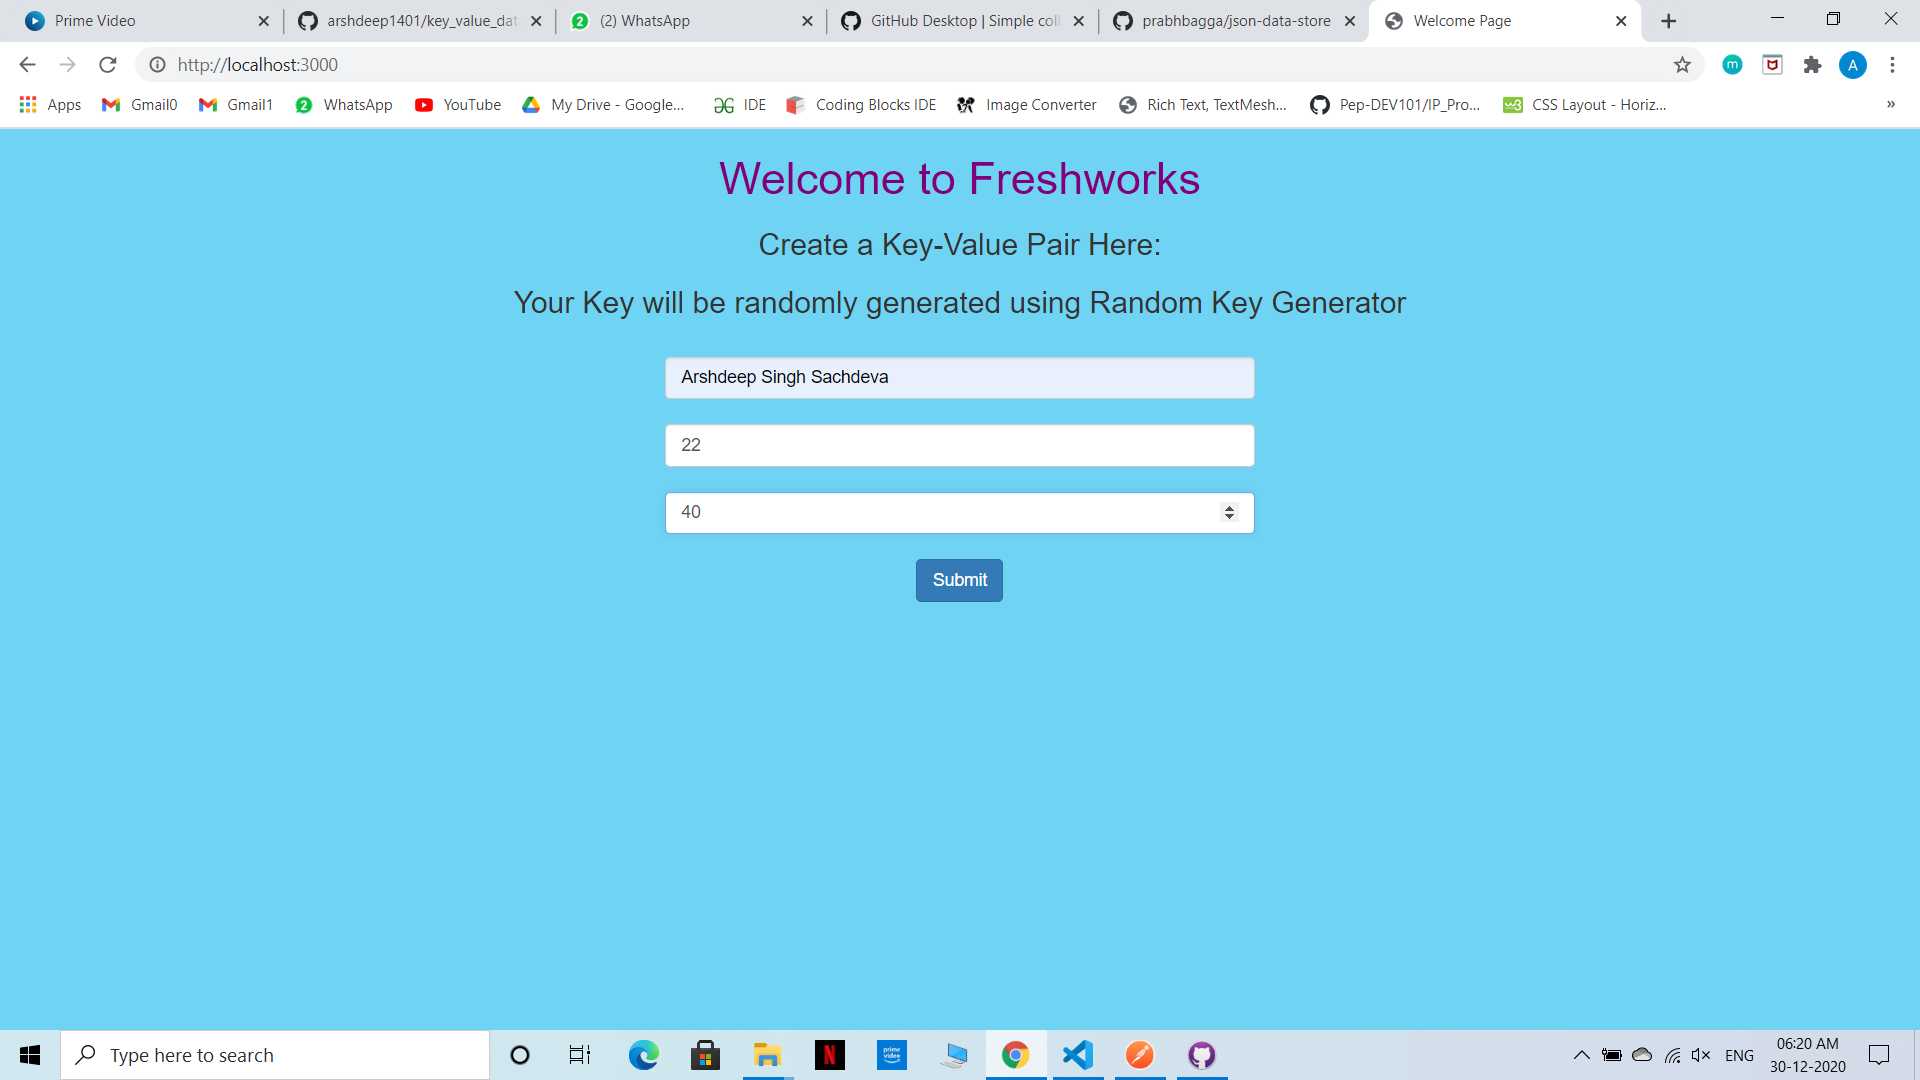 Prime Video
arshdeep1401/key_value_dat
(2) WhatsApp
GitHub Desktop | Simple coll
prabhbagga/json-data-store
Welcome Page
http://localhost:3000
m
A
Apps
Gmail0
Gmail1
2
WhatsApp
YouTube
My Drive - Google...
IDE
Coding Blocks IDE
Image Converter
Rich Text, TextMesh...
Pep-DEV101/IP_Pro...
CSS Layout - Horiz...
»
Welcome to Freshworks
Create a Key-Value Pair Here:
Your Key will be randomly generated using Random Key Generator
Arshdeep Singh Sachdeva
22
40
Submit
Type here to search
N
prime video
ENG
06:20 AM
30-12-2020